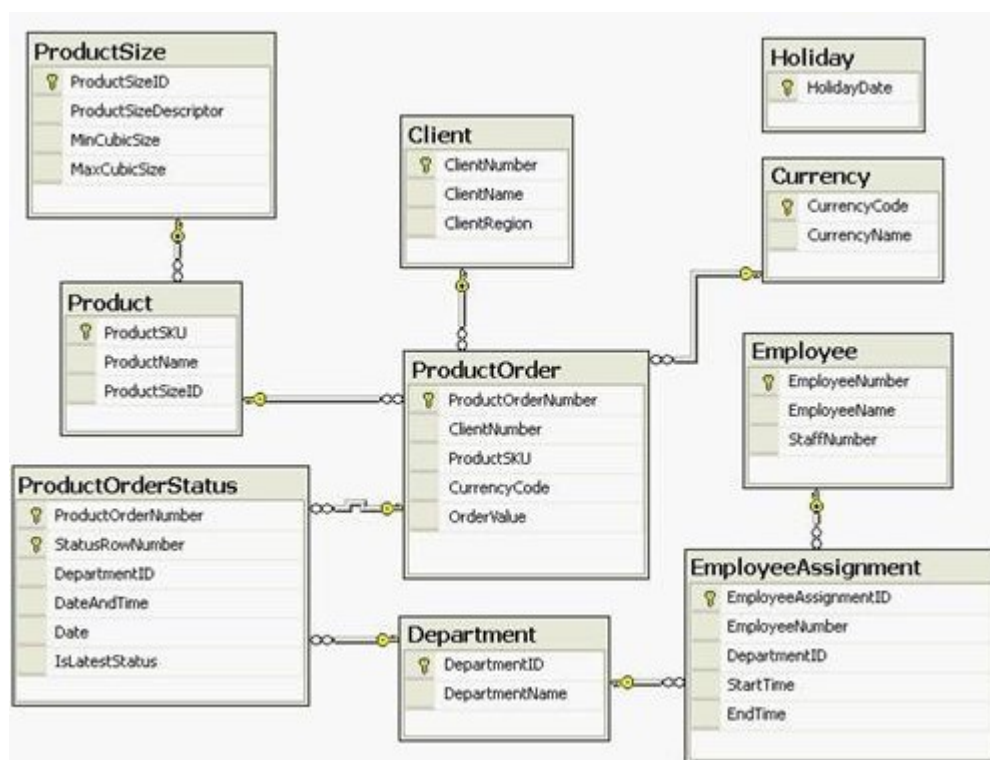 ProductSize
ProductSizeID
ProductSizeDescriptor
MinCubicSize
MaxCubicSize
Holiday
HolidayDate
Client
ClientNumber
ClientName
ClientRegion
Currency
CurrencyCode
CurrencyName
Product
ProductSKU
ProductName
ProductSizeID
ProductOrder
ProductOrderNumber
ClientNumber
ProductSKU
CurrencyCode
OrderValue
Employee
EmployeeNumber
EmployeeName
StaffNumber
ProductOrderStatus
ProductOrderNumber
StatusRowNumber
DepartmentID
DateAndTime
Date
IsLatestStatus
Department
DepartmentID
DepartmentName
EmployeeAssignment
EmployeeAssignmentID
EmployeeNumber
DepartmentID
StartTime
EndTime